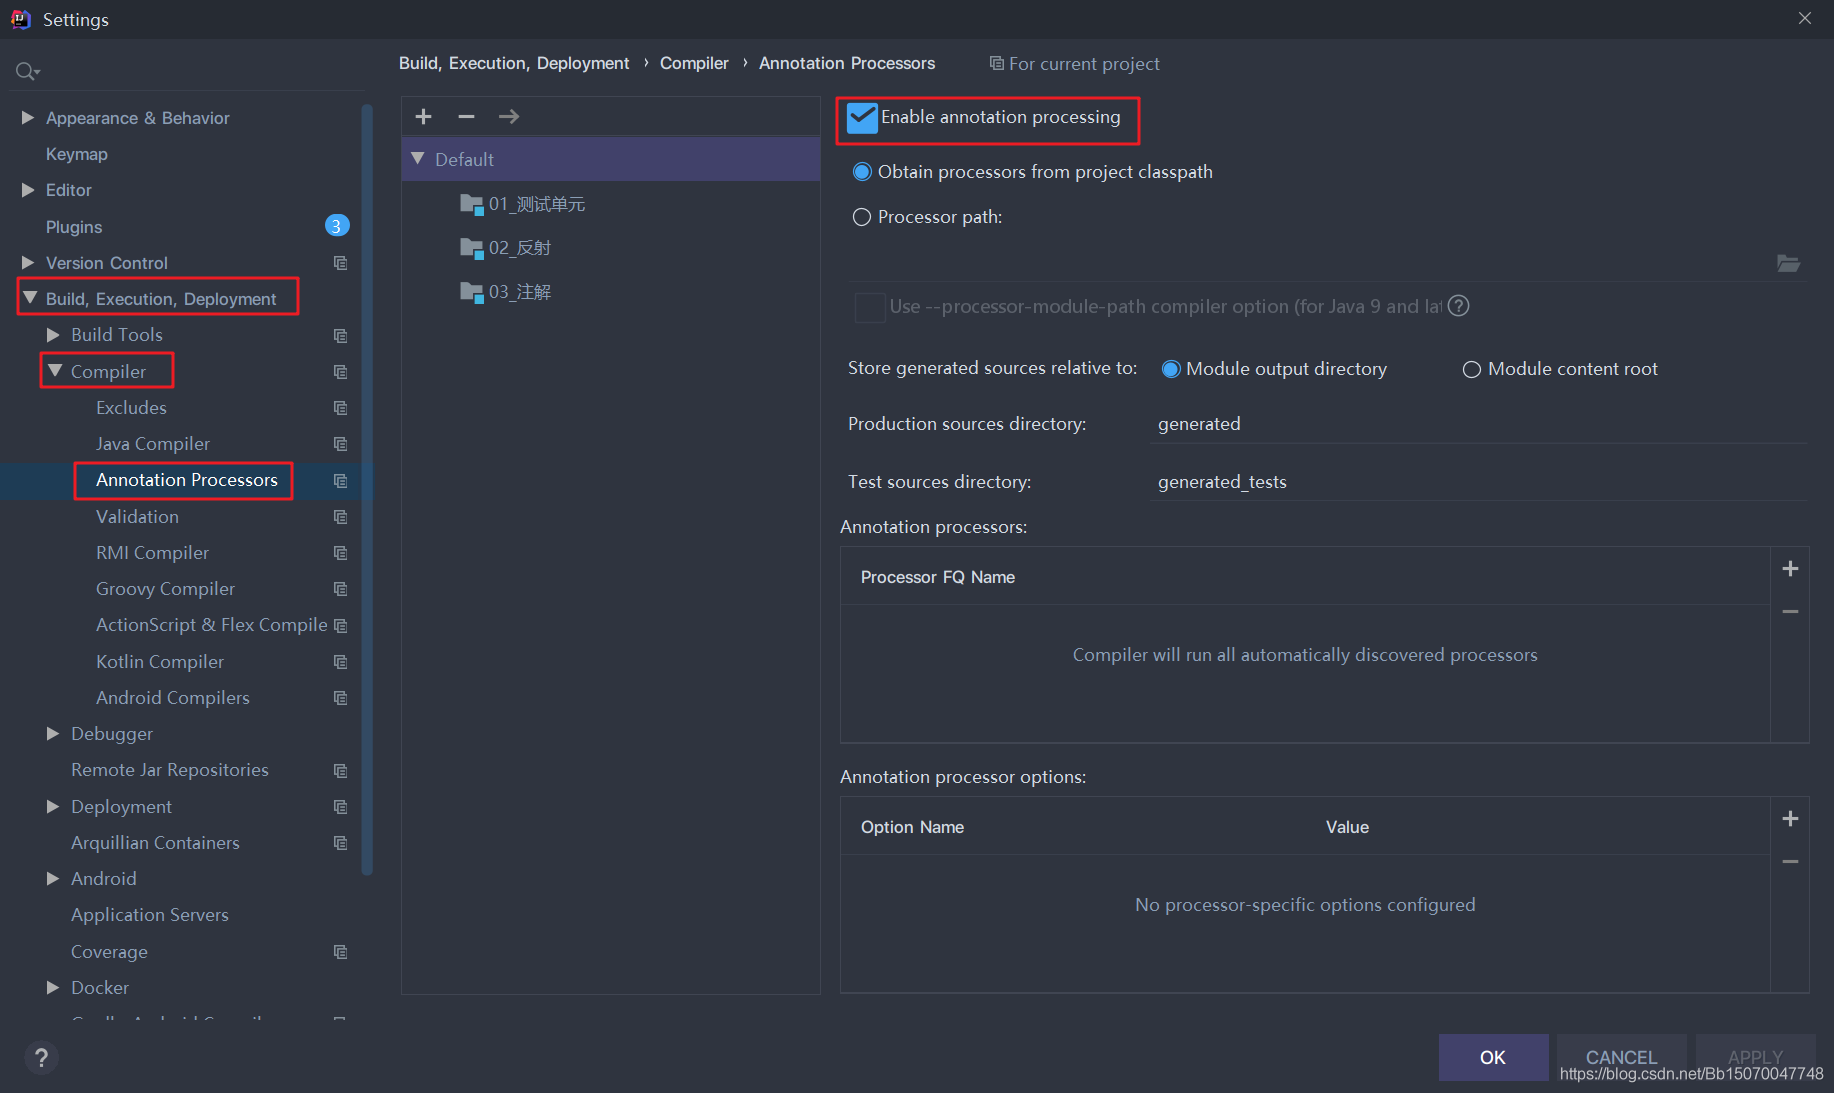 Settings
Appearance & Behavior
Keymap
Editor
Plugins
3
Version Control
Build, Execution, Deployment
Build Tools
Compiler
Excludes
Java Compiler
Annotation Processors
Validation
RMI Compiler
Groovy Compiler
ActionScript & Flex Compile
Kotlin Compiler
Android Compilers
Debugger
Remote Jar Repositories
Deployment
Arquillian Containers
Android
Application Servers
Coverage
Docker
Build, Execution, Deployment › Compiler › Annotation Processors
For current project
Default
01_测试单元
02_反射
03_注解
Enable annotation processing
Obtain processors from project classpath
Processor path:
Use --processor-module-path compiler option (for Java 9 and lat
Store generated sources relative to: Module output directory Module content root
Production sources directory: generated
Test sources directory: generated_tests
Annotation processors:
Processor FQ Name
Compiler will run all automatically discovered processors
Annotation processor options:
Option Name Value
No processor-specific options configured
OK CANCEL APPLY
https://blog.csdn.net/Bb15070047748